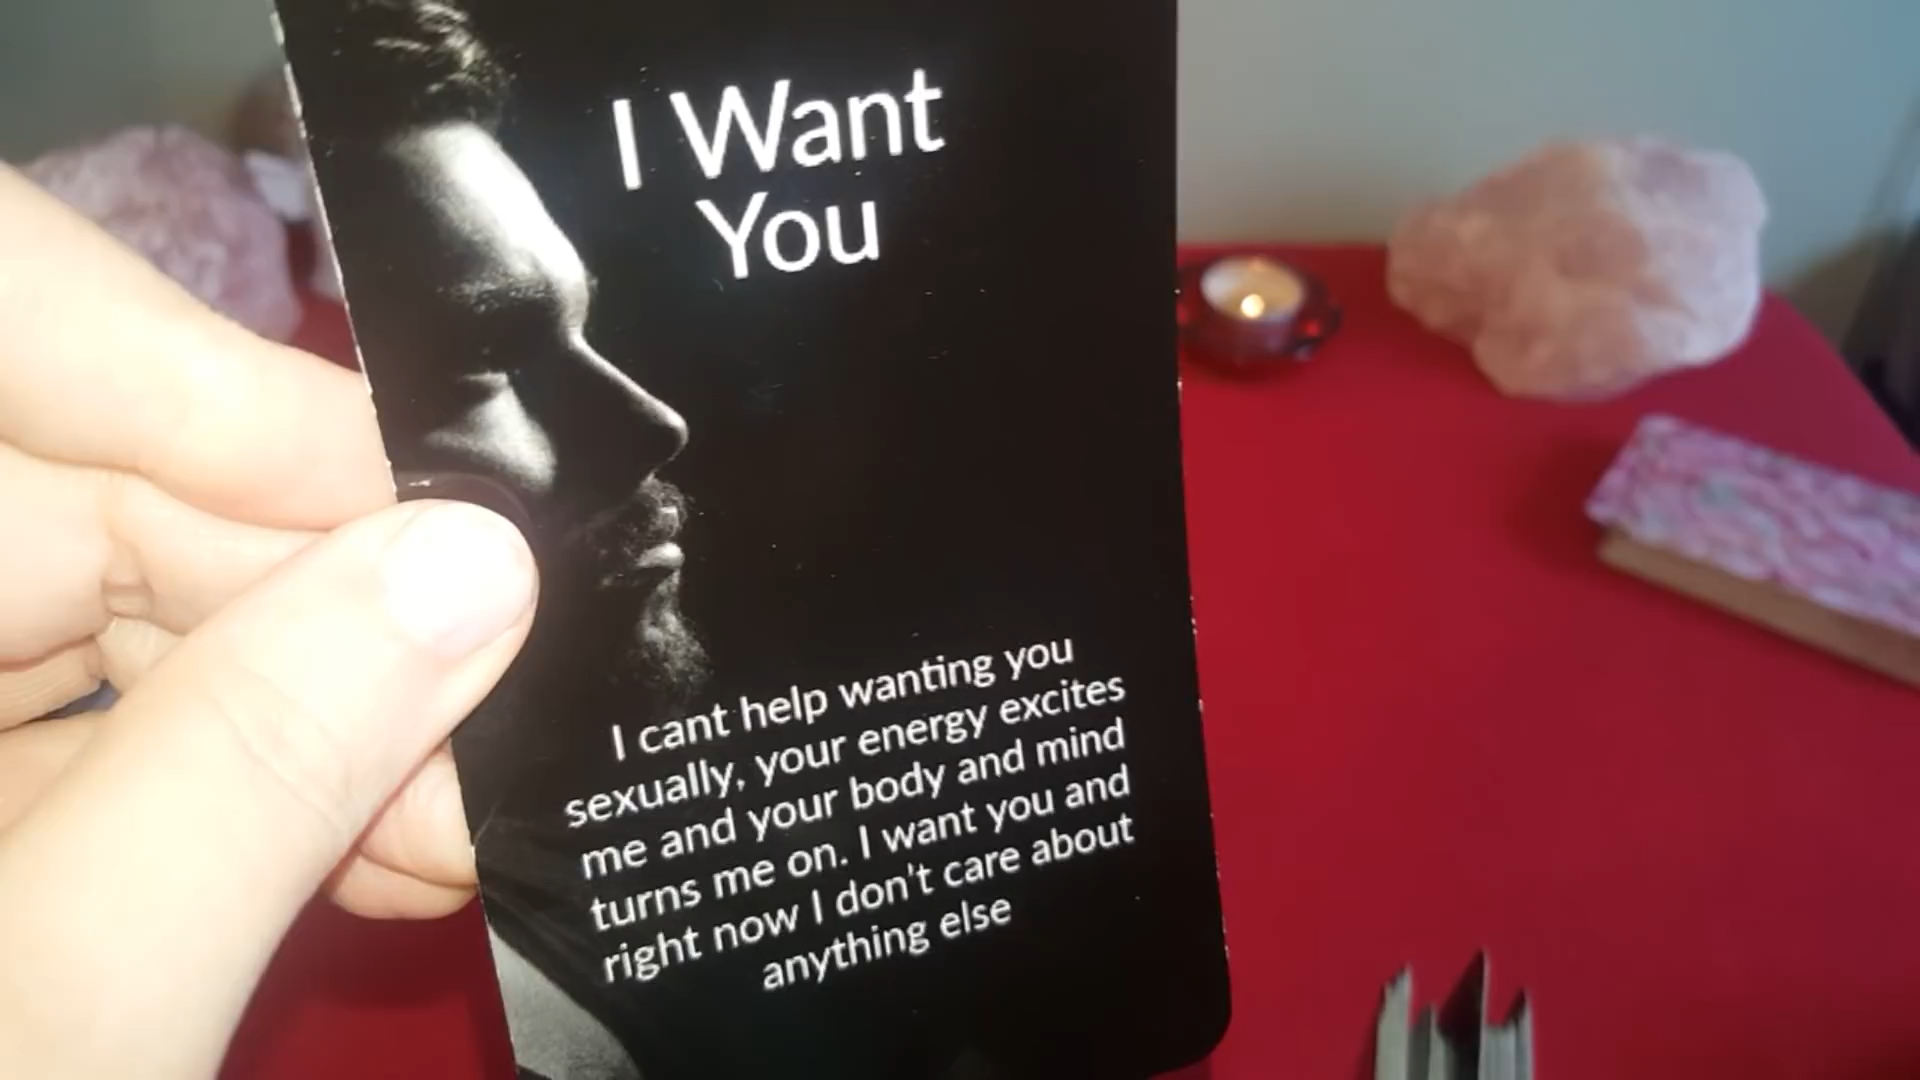 I Want
You
I cant help wanting you
sexually, your energy excites
me and your body and mind
turns me on. I want you and
right now I don't care about
anything else